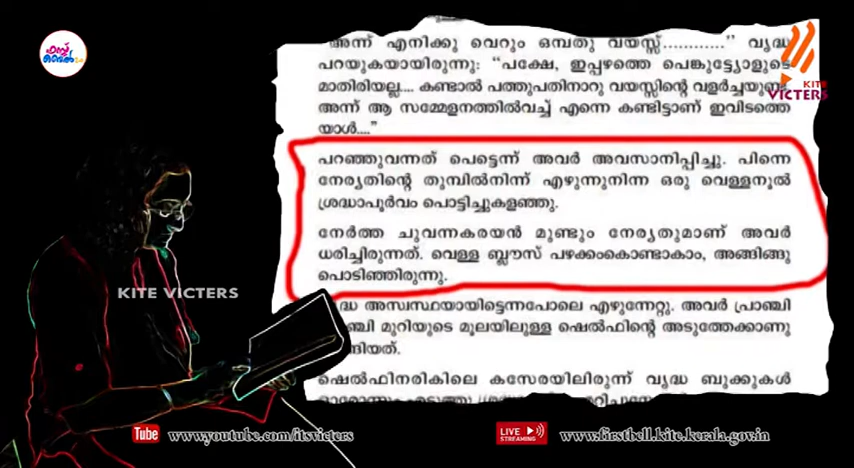 ഫസ്റ്റ്
ബെൽ
KITE
VICTERS
അന്ന് എനിക്കു വെറും ഒമ്പതു വയസ്സ്............'' വൃദ്ധ
പറയുകയായിരുന്നു: "പക്ഷേ, ഇപ്പഴത്തെ പെങ്കുട്ട്യോളുടെ
മാതിരിയല്ല.... കണ്ടാൽ പത്തുപതിനാറു വയസ്സിന്റെ വളർച്ചയുണ്ടു
അന്ന് ആ സമ്മേളനത്തിൽവച്ച് എന്നെ കണ്ടിട്ടാണ് ഇവിടത്തെ
യാൾ....”
പറഞ്ഞുവന്നത് പെട്ടെന്ന് അവർ അവസാനിപ്പിച്ചു. പിന്നെ
നേര്യതിന്റെ തുമ്പിൽനിന്ന് എഴുന്നുനിന്ന ഒരു വെള്ളനൂൽ
ശ്രദ്ധാപൂർവം പൊട്ടിച്ചുകളഞ്ഞു.
നേർത്ത ചുവന്നകരയൻ മുണ്ടും നേര്യതുമാണ് അവർ
ധരിച്ചിരുന്നത്. വെള്ള ബ്ലൗസ് പഴക്കംകൊണ്ടാകാം, അങ്ങിങ്ങു
പൊടിഞ്ഞിരുന്നു.
അസ്വസ്ഥയായിട്ടെന്നപോലെ എഴുന്നേറ്റു. അവർ പ്രാഞ്ചി
മുറിയുടെ മൂലയിലുള്ള ഷെൽഫിന്റെ അടുത്തേക്കാണു
ഷെൽഫിനരികിലെ കസേരയിലിരുന്ന് വൃദ്ധ ബുക്കുകൾ
എടുത്തു
KITE VICTERS
You Tube www.youtube.com/itsvicters
LIVE STREAMING www.firstbell.kite.kerala.gov.in